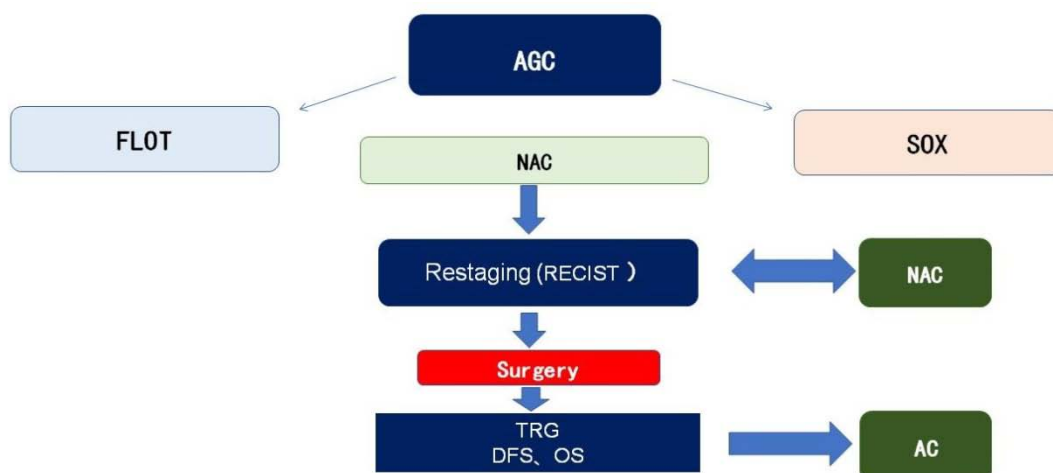 AGC
FLOT
SOX
NAC
Restaging (RECIST ）
NAC
Surgery
TRG
DFS、OS
AC